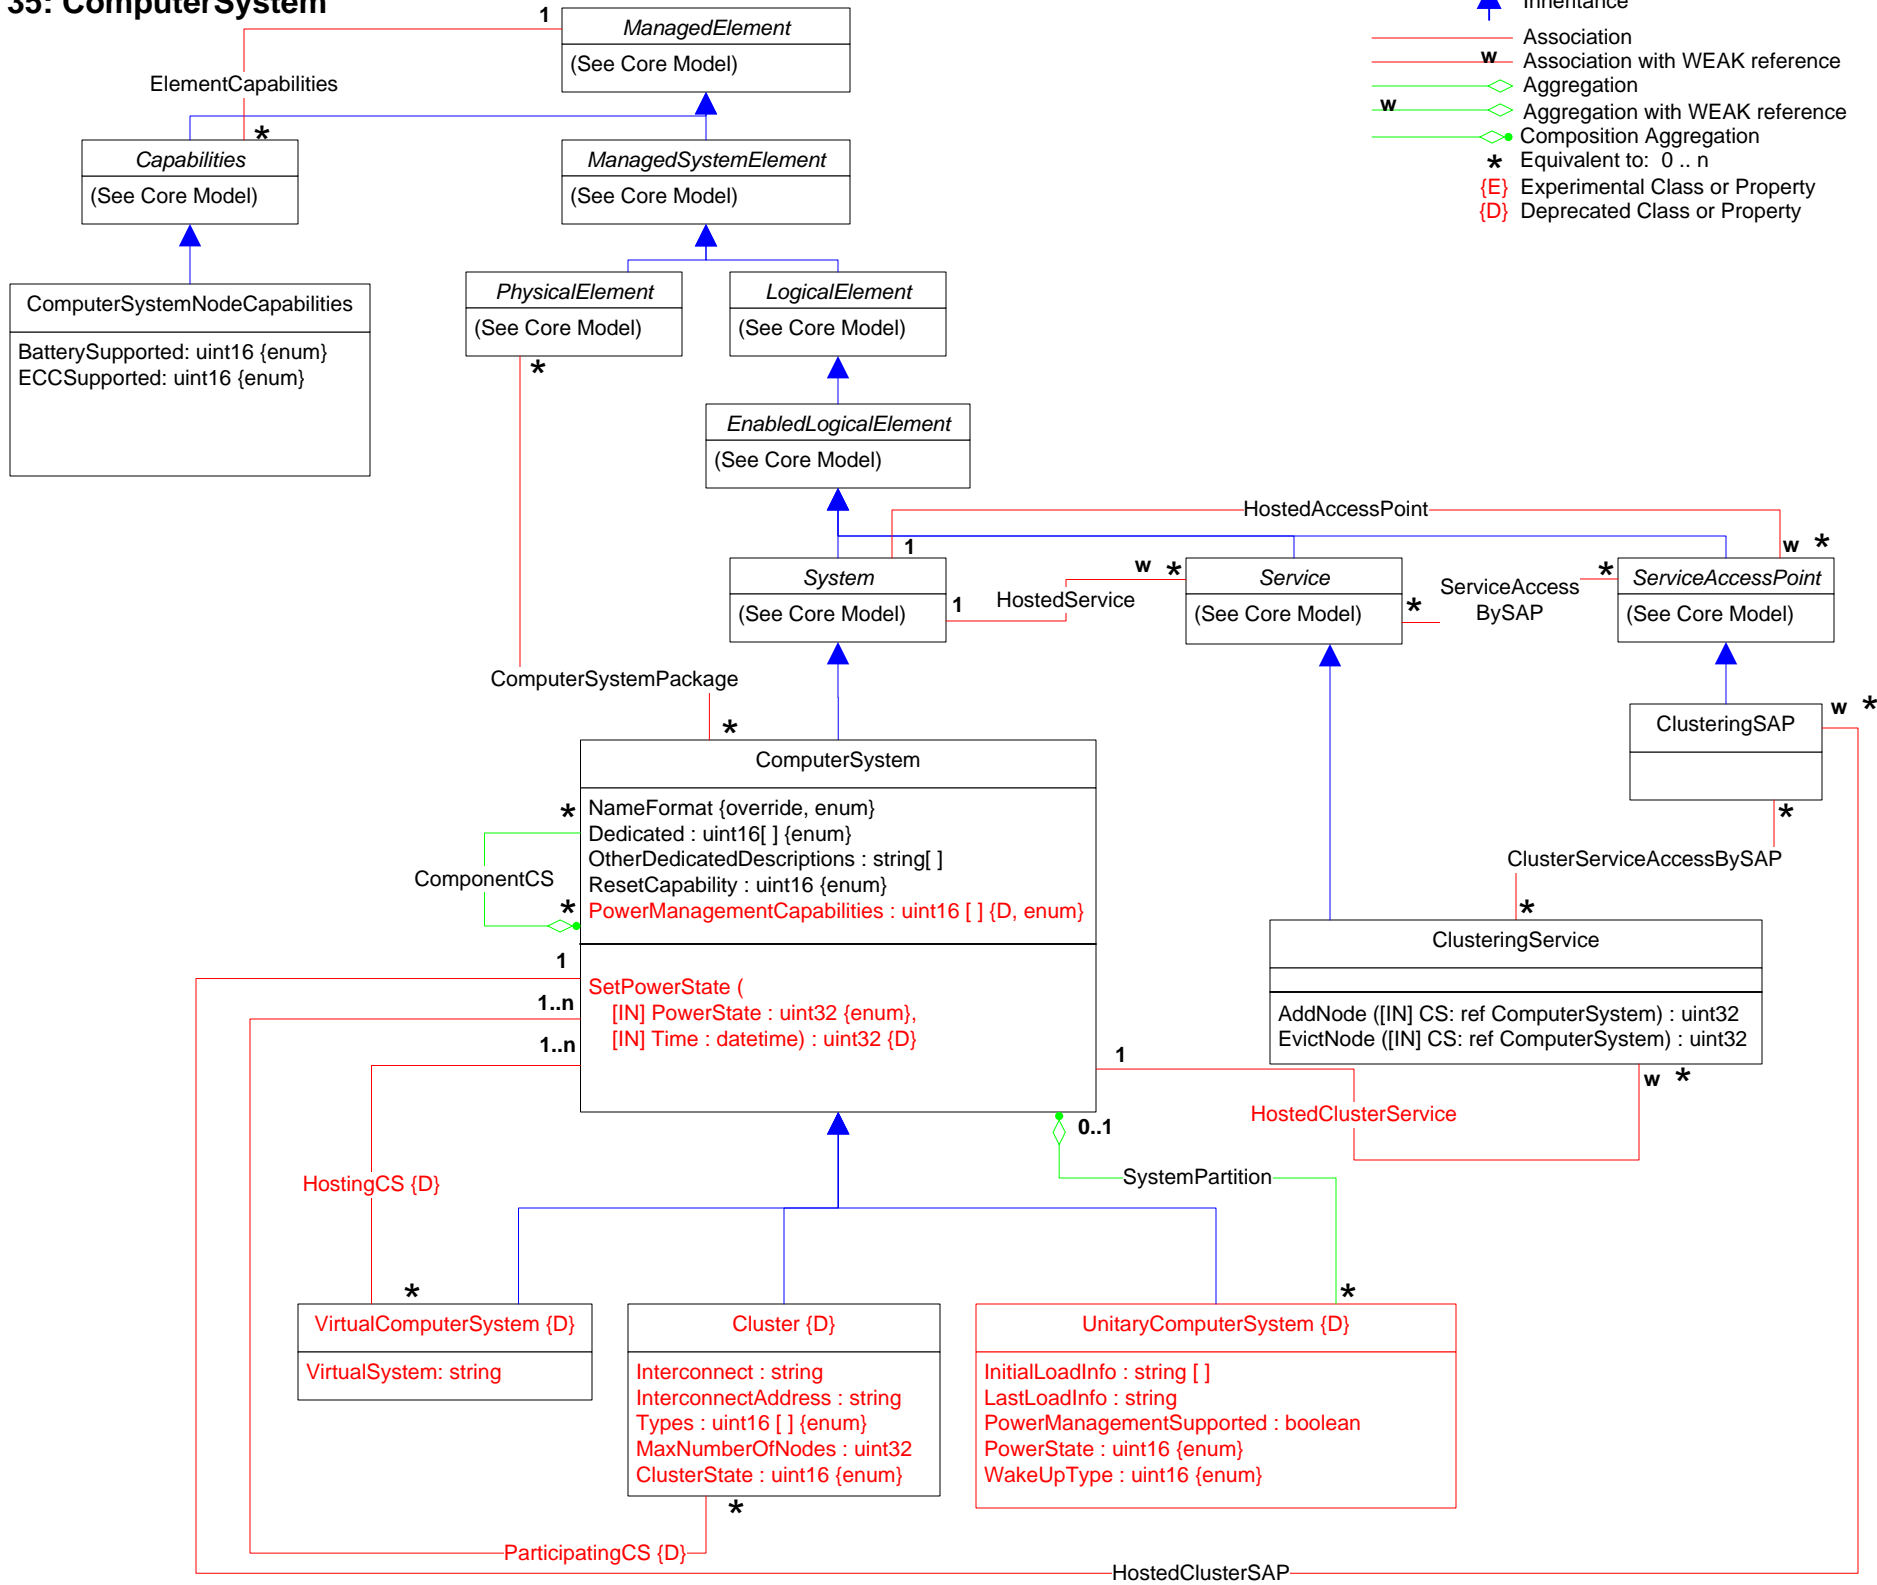 35: ComputerSystem
Inheritance
Association
w Association with WEAK reference
Aggregation
w Aggregation with WEAK reference
Composition Aggregation
* Equivalent to: 0 .. n
{E} Experimental Class or Property
{D} Deprecated Class or Property
1
ManagedElement
(See Core Model)
ElementCapabilities
*
Capabilities
(See Core Model)
ManagedSystemElement
(See Core Model)
ComputerSystemNodeCapabilities
BatterySupported: uint16 {enum}
ECCSupported: uint16 {enum}
PhysicalElement
(See Core Model)
*
LogicalElement
(See Core Model)
EnabledLogicalElement
(See Core Model)
HostedAccessPoint
1
w *
System
(See Core Model)
1
HostedService
w *
Service
(See Core Model)
*
ServiceAccess
BySAP
*
ServiceAccessPoint
(See Core Model)
ComputerSystemPackage
*
ClusteringSAP
w *
*
ClusterServiceAccessBySAP
*
ComputerSystem
NameFormat {override, enum}
Dedicated : uint16[ ] {enum}
OtherDedicatedDescriptions : string[ ]
ResetCapability : uint16 {enum}
PowerManagementCapabilities : uint16 [ ] {D, enum}
SetPowerState (
[IN] PowerState : uint32 {enum},
[IN] Time : datetime) : uint32 {D}
*
ComponentCS
*
1
1..n
1..n
ClusteringService
AddNode ([IN] CS: ref ComputerSystem) : uint32
EvictNode ([IN] CS: ref ComputerSystem) : uint32
1
w *
HostedClusterService
0..1
SystemPartition
*
HostingCS {D}
*
VirtualComputerSystem {D}
VirtualSystem: string
Cluster {D}
Interconnect : string
InterconnectAddress : string
Types : uint16 [ ] {enum}
MaxNumberOfNodes : uint32
ClusterState : uint16 {enum}
*
UnitaryComputerSystem {D}
InitialLoadInfo : string [ ]
LastLoadInfo : string
PowerManagementSupported : boolean
PowerState : uint16 {enum}
WakeUpType : uint16 {enum}
ParticipatingCS {D}
HostedClusterSAP